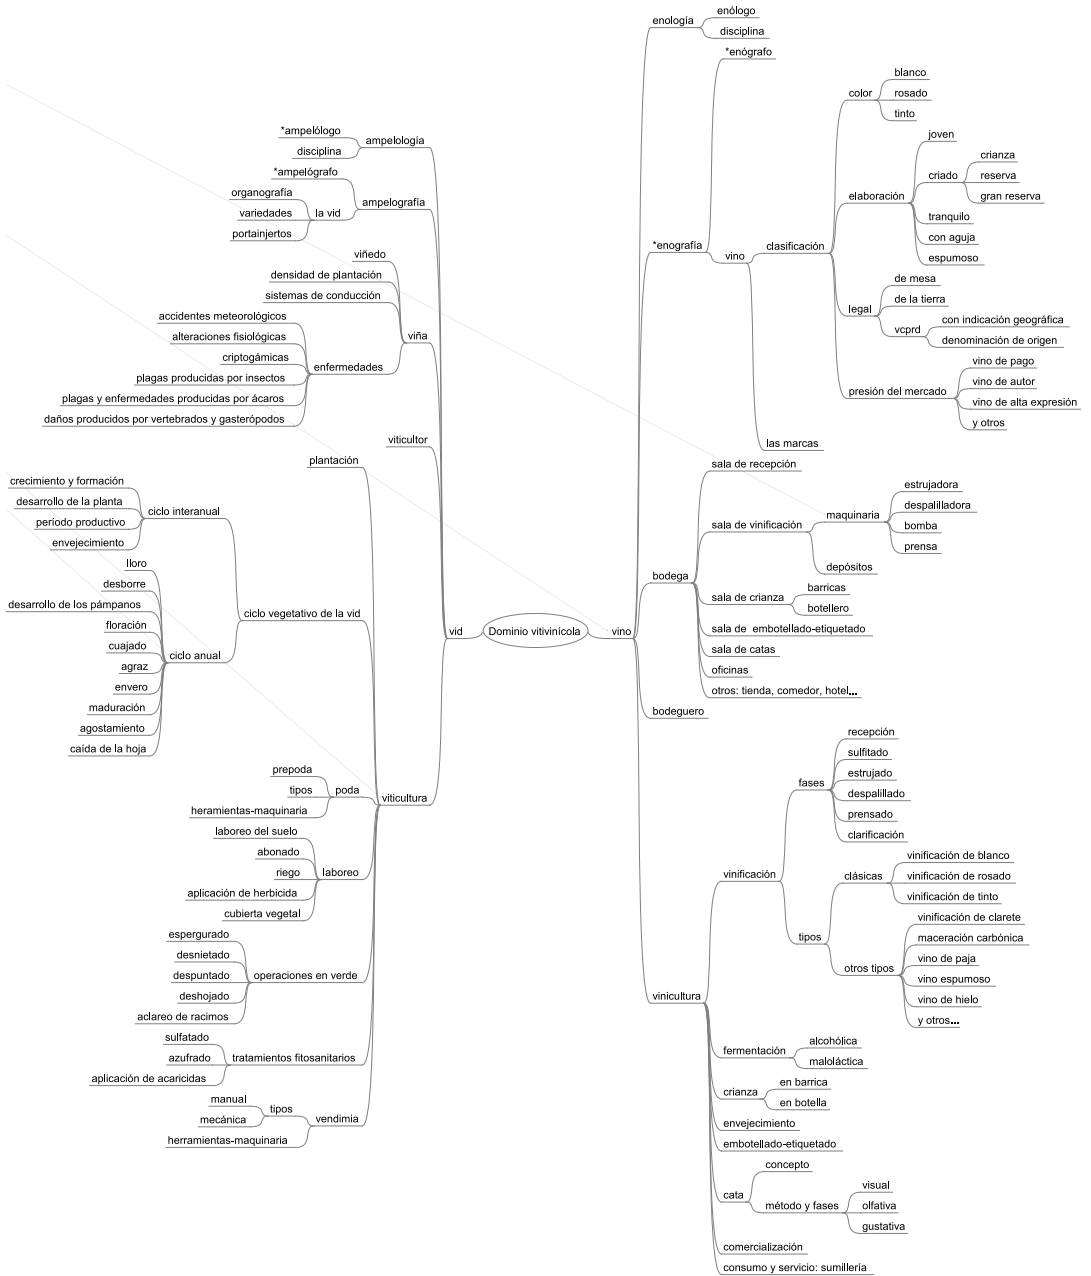 Dominio vitivinícola
vid
ampelología
*ampelólogo
disciplina
ampelografía
*ampelógrafo
la vid
organografía
variedades
portainjertos
viña
viñedo
densidad de plantación
sistemas de conducción
enfermedades
accidentes meteorológicos
alteraciones fisiológicas
criptogámicas
plagas producidas por insectos
plagas y enfermedades producidas por ácaros
daños producidos por vertebrados y gasterópodos
viticultor
viticultura
plantación
ciclo vegetativo de la vid
ciclo interanual
crecimiento y formación
desarrollo de la planta
período productivo
envejecimiento
ciclo anual
lloro
desborre
desarrollo de los pámpanos
floración
cuajado
agraz
envero
maduración
agostamiento
caída de la hoja
poda
prepoda
tipos
heramientas-maquinaria
laboreo
laboreo del suelo
abonado
riego
aplicación de herbicida
cubierta vegetal
operaciones en verde
espergurado
desnietado
despuntado
deshojado
aclareo de racimos
tratamientos fitosanitarios
sulfatado
azufrado
aplicación de acaricidas
vendimia
tipos
manual
mecánica
herramientas-maquinaria
vino
enología
enólogo
disciplina
*enografía
*enógrafo
vino
clasificación
color
blanco
rosado
tinto
elaboración
joven
criado
crianza
reserva
gran reserva
tranquilo
con aguja
espumoso
legal
de mesa
de la tierra
vcprd
con indicación geográfica
denominación de origen
presión del mercado
vino de pago
vino de autor
vino de alta expresión
y otros
las marcas
bodega
sala de recepción
sala de vinificación
maquinaria
estrujadora
despalilladora
bomba
prensa
depósitos
sala de crianza
barricas
botellero
sala de embotellado-etiquetado
sala de catas
oficinas
otros: tienda, comedor, hotel...
bodeguero
vinicultura
vinificación
fases
recepción
sulfitado
estrujado
despalillado
prensado
clarificación
tipos
clásicas
vinificación de blanco
vinificación de rosado
vinificación de tinto
otros tipos
vinificación de clarete
maceración carbónica
vino de paja
vino espumoso
vino de hielo
y otros...
fermentación
alcohólica
maloláctica
crianza
en barrica
en botella
envejecimiento
embotellado-etiquetado
cata
concepto
método y fases
visual
olfativa
gustativa
comercialización
consumo y servicio: sumillería